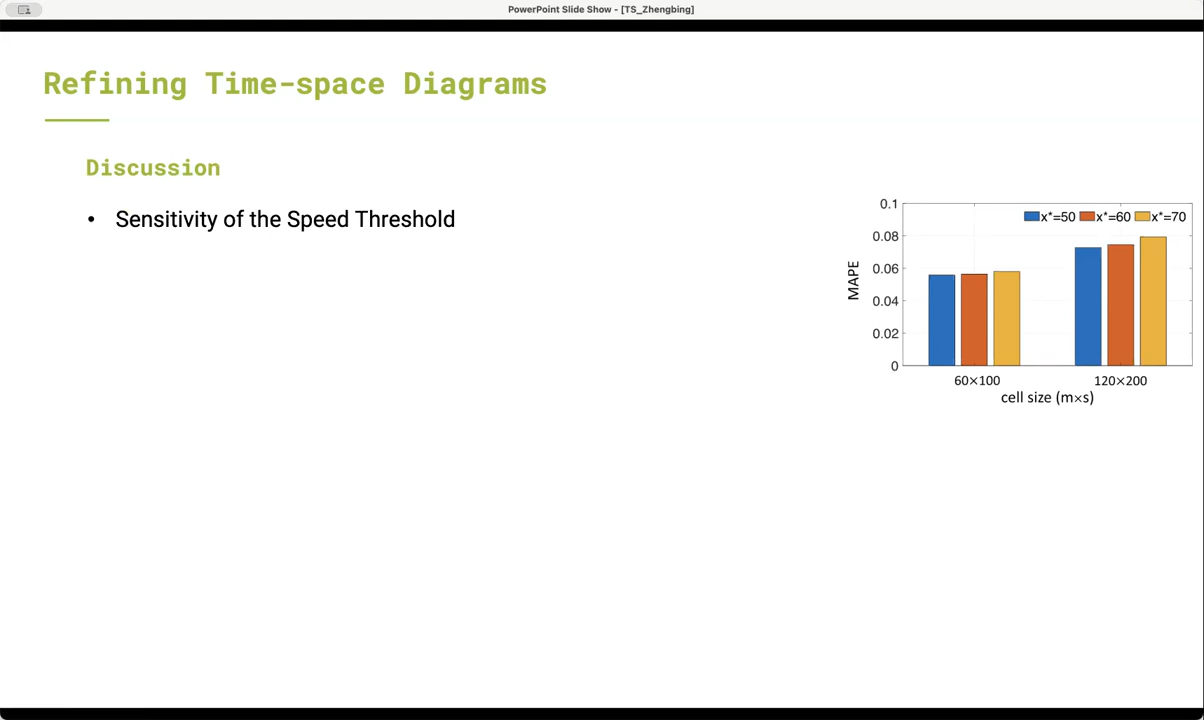 PowerPoint Slide Show - [TS_Zhengbing]
Refining Time-space Diagrams
Discussion
• Sensitivity of the Speed Threshold
x*=50 x*=60 x*=70
MAPE
0.1
0.08
0.06
0.04
0.02
0
60×100 120×200
cell size (m×s)